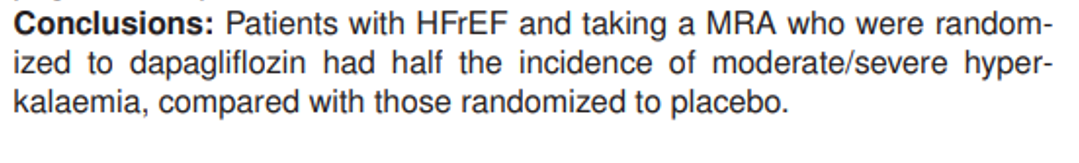 Conclusions: Patients with HFrEF and taking a MRA who were random-
ized to dapagliflozin had half the incidence of moderate/severe hyper-
kalaemia, compared with those randomized to placebo.